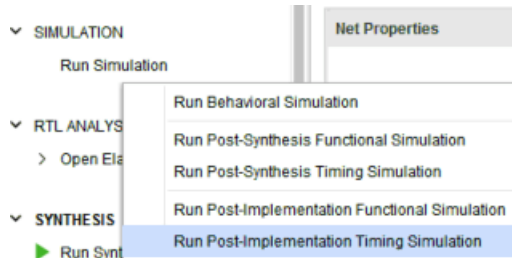 SIMULATION
Net Properties
Run Simulation
Run Behavioral Simulation
RTL ANALYS
Run Post-Synthesis Functional Simulation
Open Ela
Run Post-Synthesis Timing Simulation
SYNTHESIS
Run Post-Implementation Functional Simulation
Run Synt
Run Post-Implementation Timing Simulation